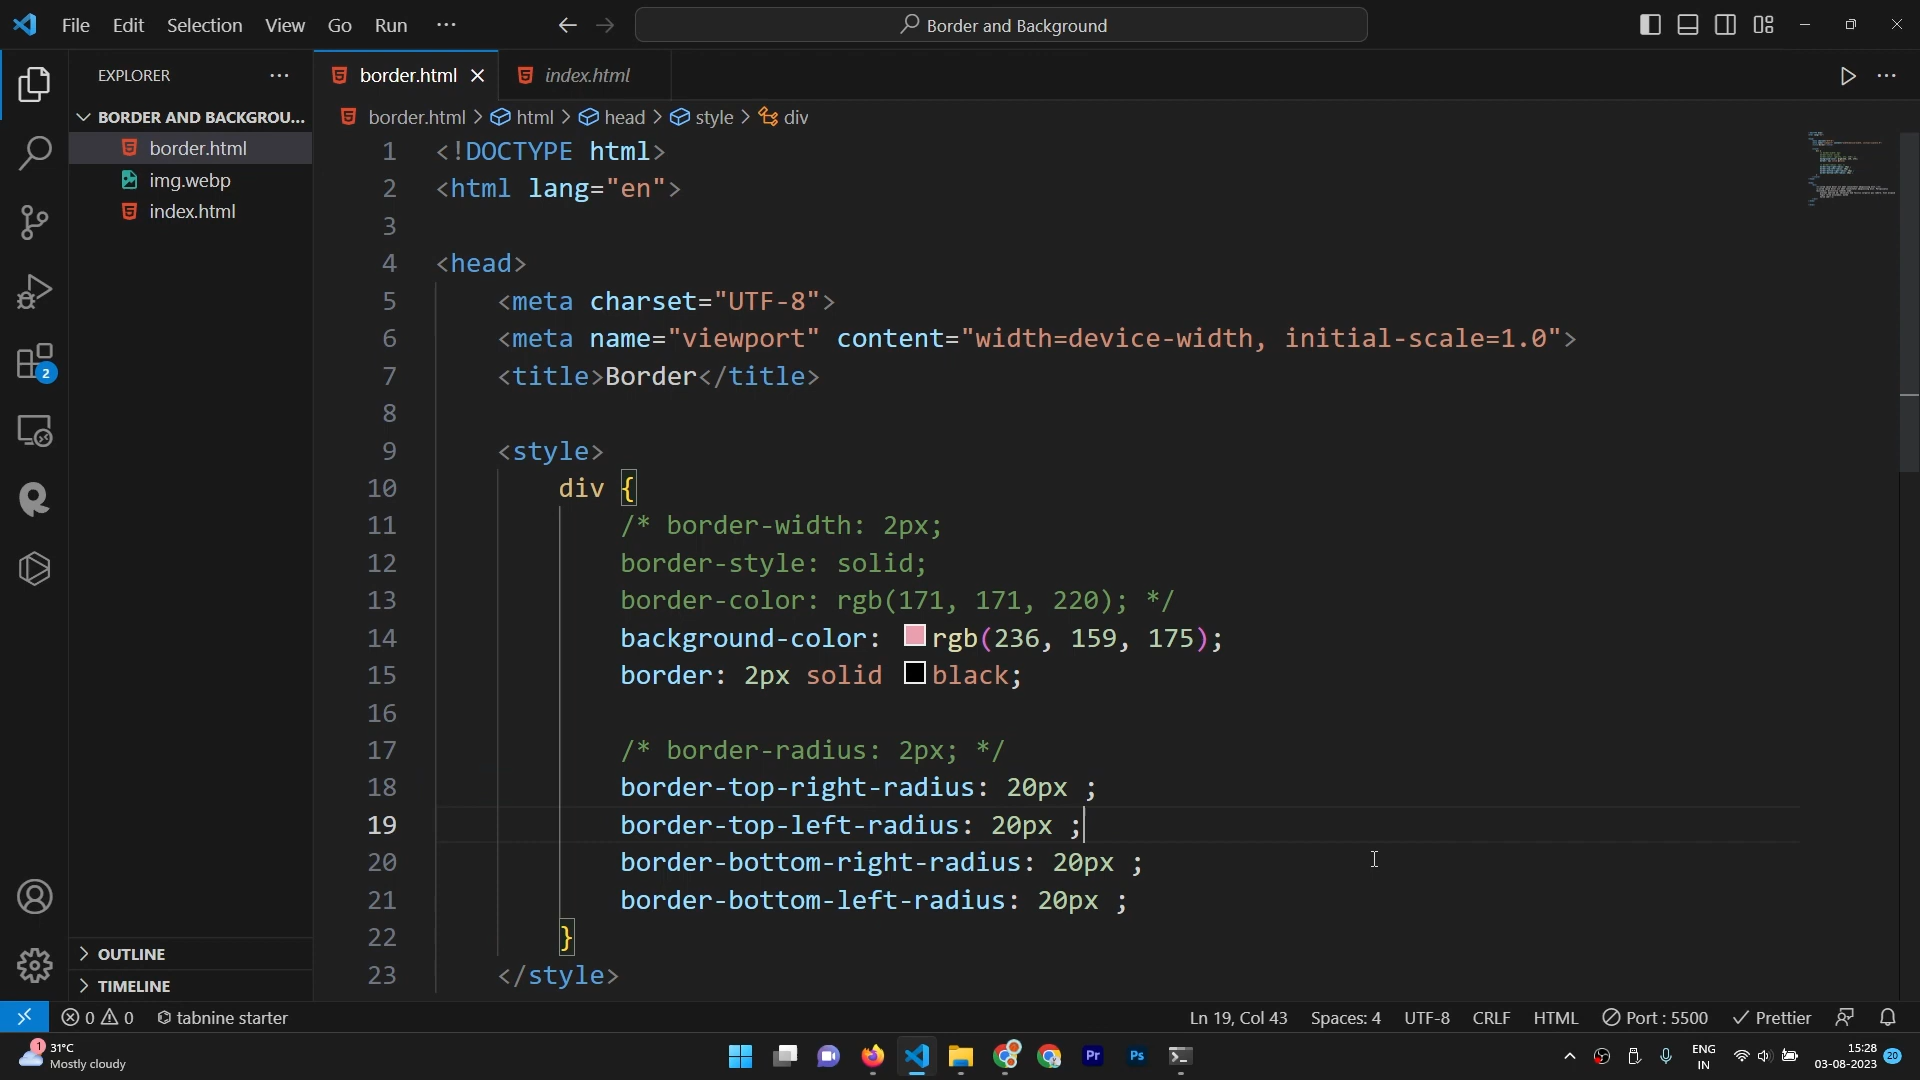 File Edit Selection View Go Run ··· Border and Background
EXPLORER ···
border.html index.html
BORDER AND BACKGROU...
border.html
img.webp
index.html
OUTLINE
TIMELINE
border.html > html > head > style > div
1 <!DOCTYPE html>
2 <html lang="en">
3
4 <head>
5 <meta charset="UTF-8">
6 <meta name="viewport" content="width=device-width, initial-scale=1.0">
7 <title>Border</title>
8
9 <style>
10 div {
11 /* border-width: 2px;
12 border-style: solid;
13 border-color: rgb(171, 171, 220); */
14 background-color: rgb(236, 159, 175);
15 border: 2px solid black;
16
17 /* border-radius: 2px; */
18 border-top-right-radius: 20px ;
19 border-top-left-radius: 20px ;
20 border-bottom-right-radius: 20px ;
21 border-bottom-left-radius: 20px ;
22 }
23 </style>
2
0 0 tabnine starter Ln 19, Col 43 Spaces: 4 UTF-8 CRLF HTML Port : 5500 Prettier
1 31°C
Mostly cloudy
Pr Ps
ENG
IN
15:28
03-08-2023
20